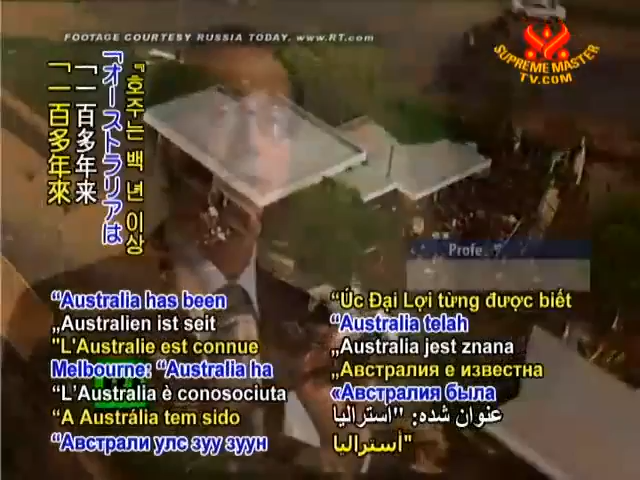 FOOTAGE COURTESY RUSSIA TODAY, www.RT.com
SUPREME MASTER
TV.COM
『호주는 백 년 이상
「オーストラリアは
「一百多年来
「一百多年來
Profe
“Australia has been
„Australien ist seit
"L'Australie est connue
Melbourne: “Australia ha
“L’Australia è conosociuta
“A Austrália tem sido
“Австрали улс зуу зуун
“Úc Đại Lợi từng được biết
“Australia telah
„Australia jest znana
„Австралия е известна
«Австралия была
عنوان شده: "استرالیا
"أستراليا